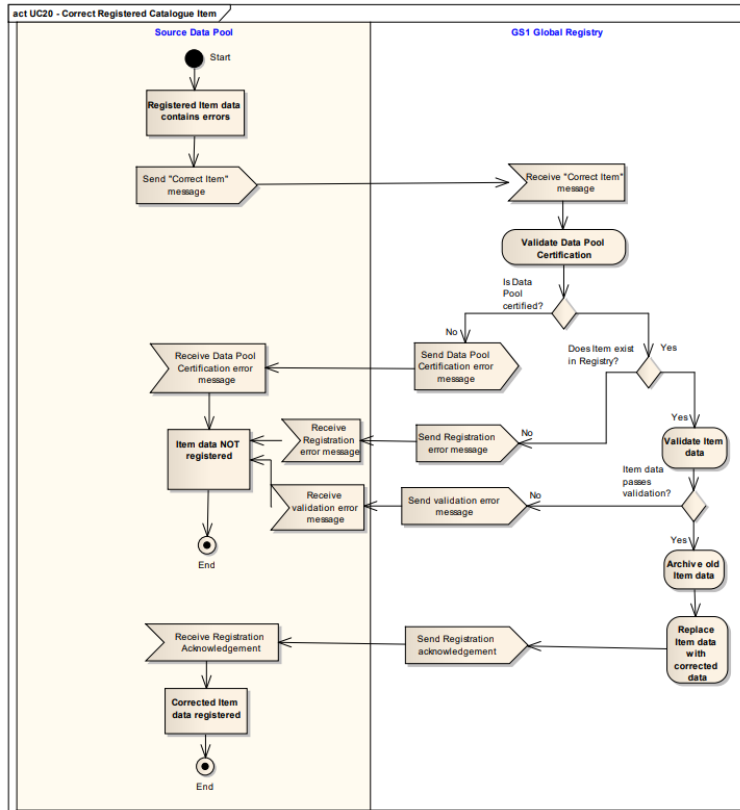 act UC20 - Correct Registered Catalogue Item
Source Data Pool
GS1 Global Registry
Start
Registered Item data
contains errors
Send "Correct Item"
message
Receive "Correct Item"
message
Validate Data Pool
Certification
Is Data
Pool
certified?
No
Yes
Does Item exist
in Registry?
Receive Data Pool
Certification error
message
Send Data Pool
Certification error
message
Yes
No
Receive
Registration
error message
Send Registration
error message
Validate Item
data
Item data NOT
registered
Item data
passes
validation?
No
Receive
validation error
message
Send validation error
message
Yes
End
Archive old
Item data
Replace
Item data
with
corrected
data
Receive Registration
Acknowledgement
Send Registration
acknowledgement
Corrected Item
data registered
End